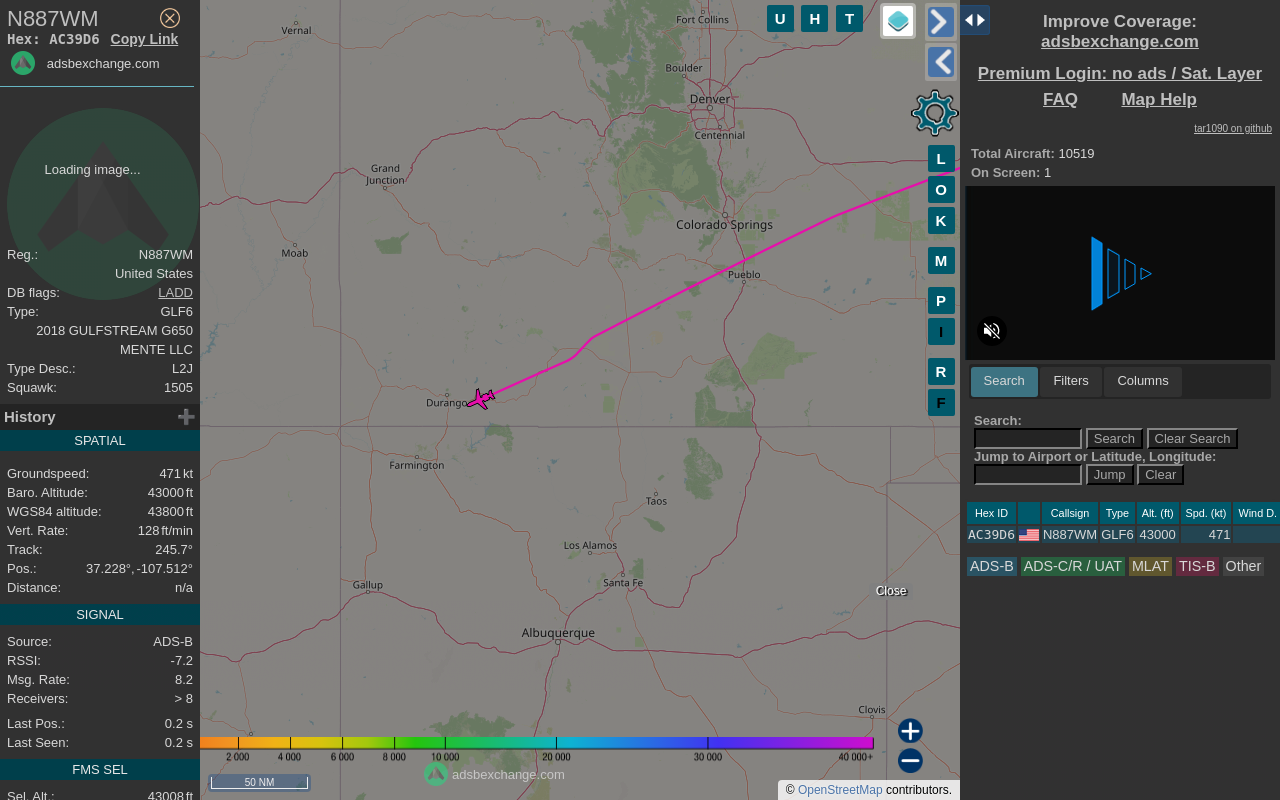 N887WM
Hex: AC39D6 Copy Link
adsbexchange.com
Loading image...
Reg.: N887WM
United States
DB flags: LADD
Type: GLF6
2018 GULFSTREAM G650
MENTE LLC
Type Desc.: L2J
Squawk: 1505
History
SPATIAL
Groundspeed: 471 kt
Baro. Altitude: 43000 ft
WGS84 altitude: 43800 ft
Vert. Rate: 128 ft/min
Track: 245.7°
Pos.: 37.228°, -107.512°
Distance: n/a
SIGNAL
Source: ADS-B
RSSI: -7.2
Msg. Rate: 8.2
Receivers: > 8
Last Pos.: 0.2 s
Last Seen: 0.2 s
FMS SEL
Sel. Alt.: 43008 ft
U H T
L
O
K
M
P
I
R
F
Vernal
Fort Collins
Boulder
Denver
Centennial
Grand
Junction
Colorado Springs
Moab
Pueblo
Durango
Farmington
Taos
Los Alamos
Santa Fe
Gallup
Albuquerque
Clovis
Close
2 000 4 000 6 000 8 000 10 000 20 000 30 000 40 000+
adsbexchange.com
50 NM
© OpenStreetMap contributors.
Improve Coverage:
adsbexchange.com
Premium Login: no ads / Sat. Layer
FAQ Map Help
tar1090 on github
Total Aircraft: 10519
On Screen: 1
Search Filters Columns
Search:
Search Clear Search
Jump to Airport or Latitude, Longitude:
Jump Clear
Hex ID Callsign Type Alt. (ft) Spd. (kt) Wind D.
AC39D6 N887WM GLF6 43000 471
ADS-B ADS-C/R / UAT MLAT TIS-B Other